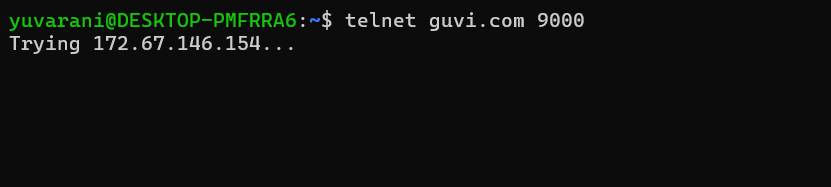 yuvarani@DESKTOP-PMFRRA6:~$ telnet guvi.com 9000
Trying 172.67.146.154...